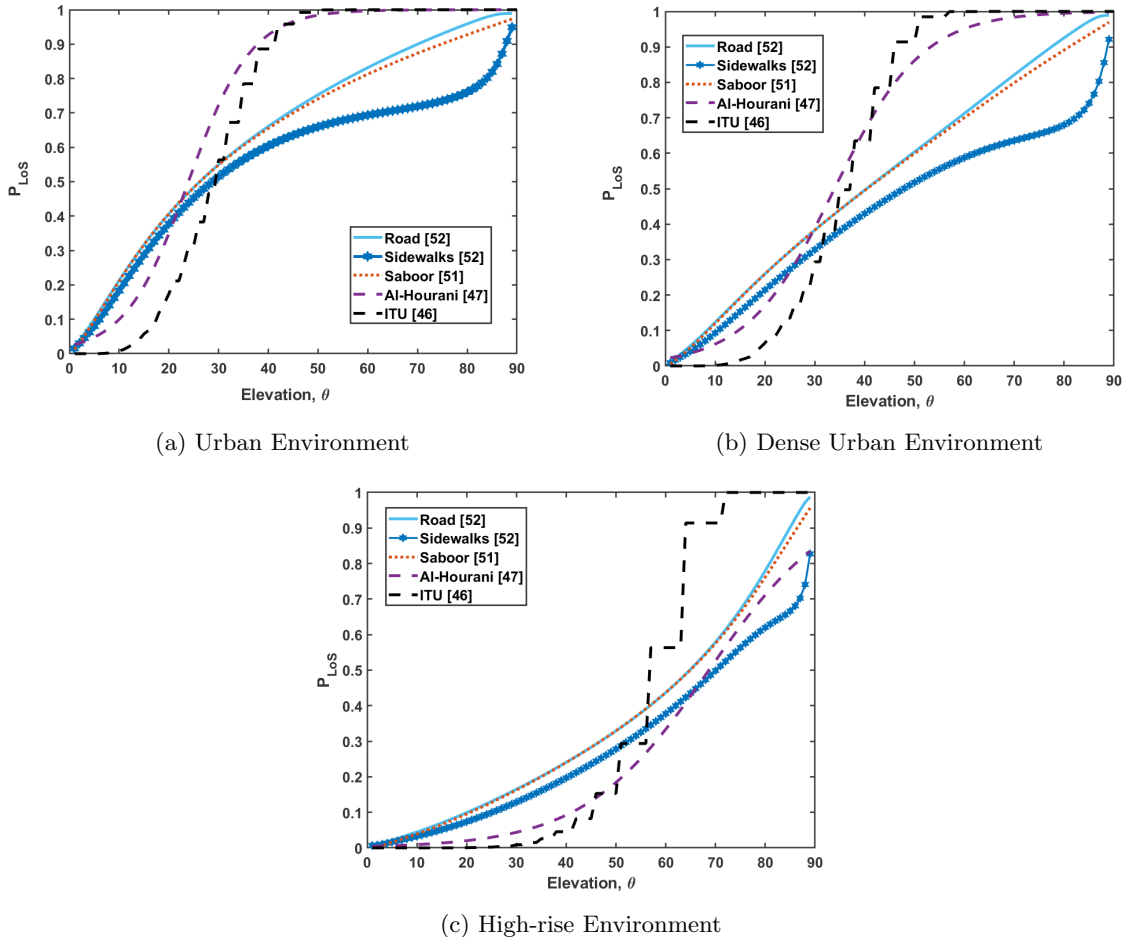 1
0.9
0.8
0.7
0.6
0.5
0.4
0.3
0.2
0.1
0
P_LoS
Road [52]
Sidewalks [52]
Saboor [51]
Al-Hourani [47]
ITU [46]
0 10 20 30 40 50 60 70 80 90
Elevation, θ
(a) Urban Environment
1
0.9
0.8
0.7
0.6
0.5
0.4
0.3
0.2
0.1
0
P_LoS
Road [52]
Sidewalks [52]
Saboor [51]
Al-Hourani [47]
ITU [46]
0 10 20 30 40 50 60 70 80 90
Elevation, θ
(b) Dense Urban Environment
1
0.9
0.8
0.7
0.6
0.5
0.4
0.3
0.2
0.1
0
P_LoS
Road [52]
Sidewalks [52]
Saboor [51]
Al-Hourani [47]
ITU [46]
0 10 20 30 40 50 60 70 80 90
Elevation, θ
(c) High-rise Environment